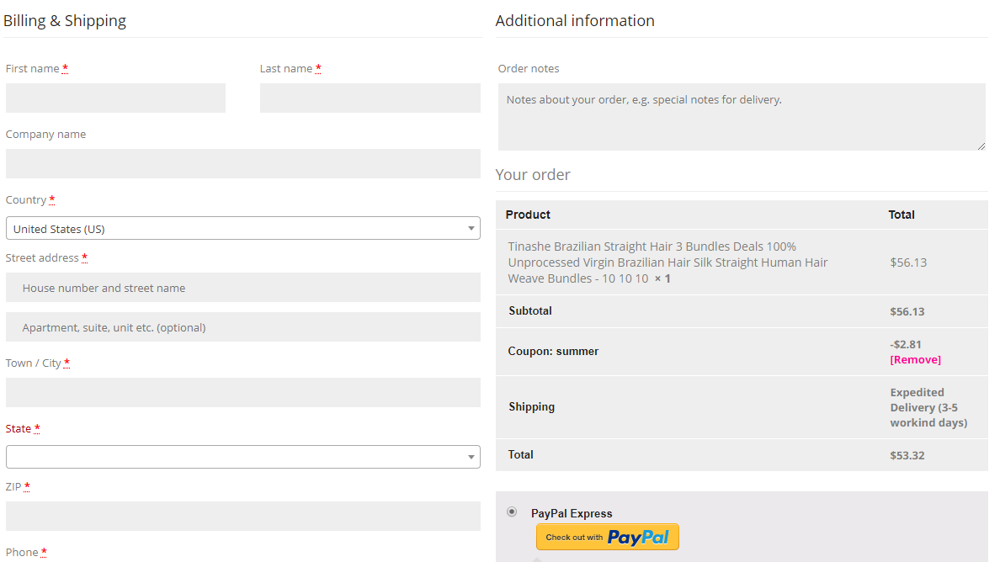 Billing & Shipping
First name *
Last name *
Company name
Country *
United States (US)
Street address *
House number and street name
Apartment, suite, unit etc. (optional)
Town / City *
State *
ZIP *
Phone *
Additional information
Order notes
Notes about your order, e.g. special notes for delivery.
Your order
Product Total
Tinashe Brazilian Straight Hair 3 Bundles Deals 100%
Unprocessed Virgin Brazilian Hair Silk Straight Human Hair
Weave Bundles - 10 10 10 × 1
$56.13
Subtotal $56.13
Coupon: summer
-$2.81
[Remove]
Shipping
Expedited
Delivery (3-5
workind days)
Total $53.32
PayPal Express
Check out with PayPal